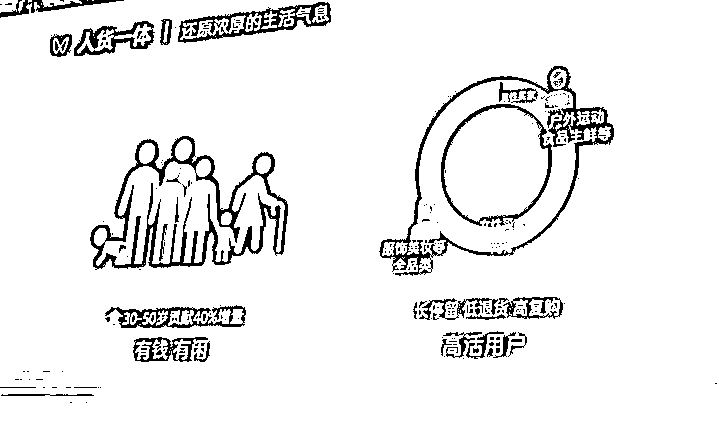 人货一体 | 还原浓厚的生活气息
户外运动
食品生鲜等
服饰美妆等
全品类
30-50岁贡献40%增量
有钱 有闲
长停留 低退货 高复购
高活用户